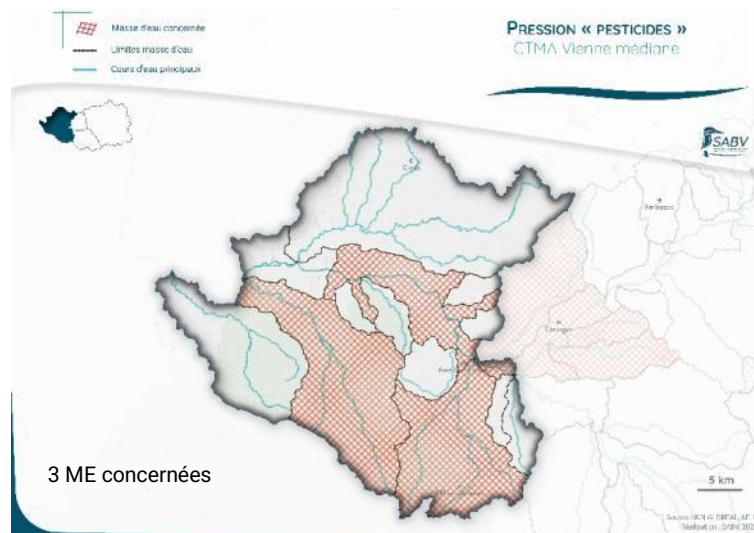 Masse d'eau concernée
Limites masse d'eau
Cours d'eau principaux
PRESSION « PESTICIDES »
CTMA Vienne médiane
SABV
Ambazac
Limoges
3 ME concernées
5 km